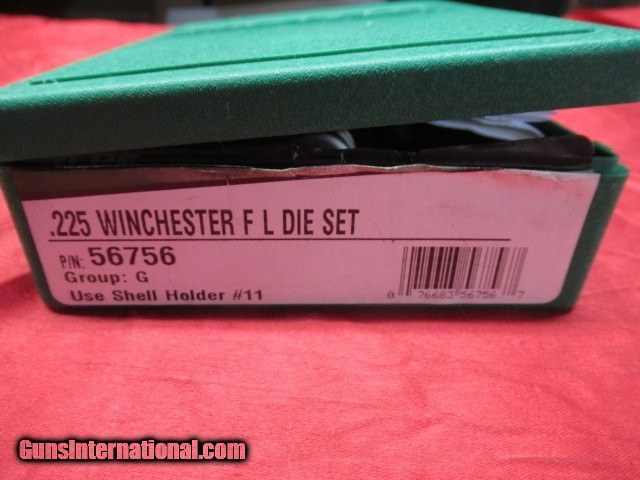 .225 WINCHESTER F L DIE SET
P/N: 56756
Group: G
Use Shell Holder #11
0 76683 56756 7
GunsInternational.com